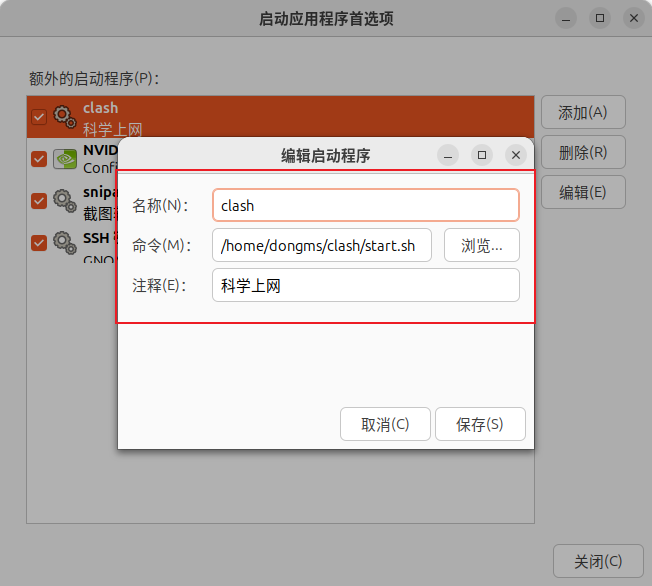 启动应用程序首选项
额外的启动程序(P):
clash
科学上网
添加(A)
NVID
Confi
删除(R)
snipa
截图
编辑(E)
SSH
GNO
编辑启动程序
名称(N):
clash
命令(M):
/home/dongms/clash/start.sh
浏览...
注释(E):
科学上网
取消(C)
保存(S)
关闭(C)